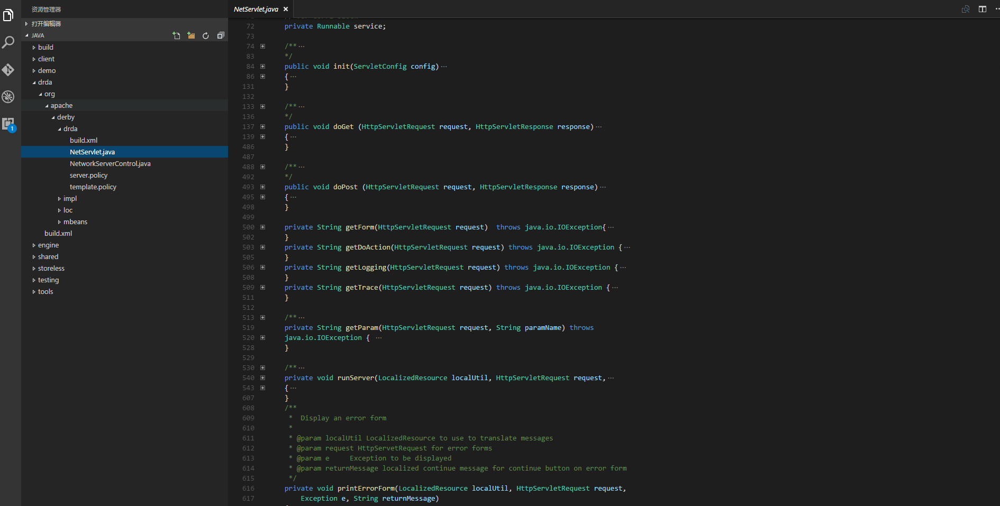 资源管理器
打开编辑器
JAVA
build
client
demo
drda
org
apache
derby
drda
build.xml
NetServlet.java
NetworkServerControl.java
server.policy
template.policy
impl
loc
mbeans
build.xml
engine
shared
storeless
testing
tools
1
NetServlet.java ×
72 private Runnable service;
73
74 /** ···
83 */
84 public void init(ServletConfig config) ···
86 { ···
131 }
132
133 /** ···
136 */
137 public void doGet (HttpServletRequest request, HttpServletResponse response) ···
139 { ···
486 }
487
488 /** ···
492 */
493 public void doPost (HttpServletRequest request, HttpServletResponse response) ···
495 { ···
498 }
499
500 private String getForm(HttpServletRequest request)  throws java.io.IOException{ ···
502 }
503 private String getDoAction(HttpServletRequest request) throws java.io.IOException { ···
505 }
506 private String getLogging(HttpServletRequest request) throws java.io.IOException { ···
508 }
509 private String getTrace(HttpServletRequest request) throws java.io.IOException { ···
511 }
512
513 /** ···
519 private String getParam(HttpServletRequest request, String paramName) throws
520 java.io.IOException { ···
528 }
529
530 /** ···
540 private void runServer(LocalizedResource localUtil, HttpServletRequest request, ···
543 { ···
607 }
608 /**
609 *  Display an error form
610 *
611 * @param localUtil LocalizedResource to use to translate messages
612 * @param request HttpServetRequest for error forms
613 * @param e     Exception to be displayed
614 * @param returnMessage localized continue message for continue button on error form
615 */
616 private void printErrorForm(LocalizedResource localUtil, HttpServletRequest request,
617 Exception e, String returnMessage)